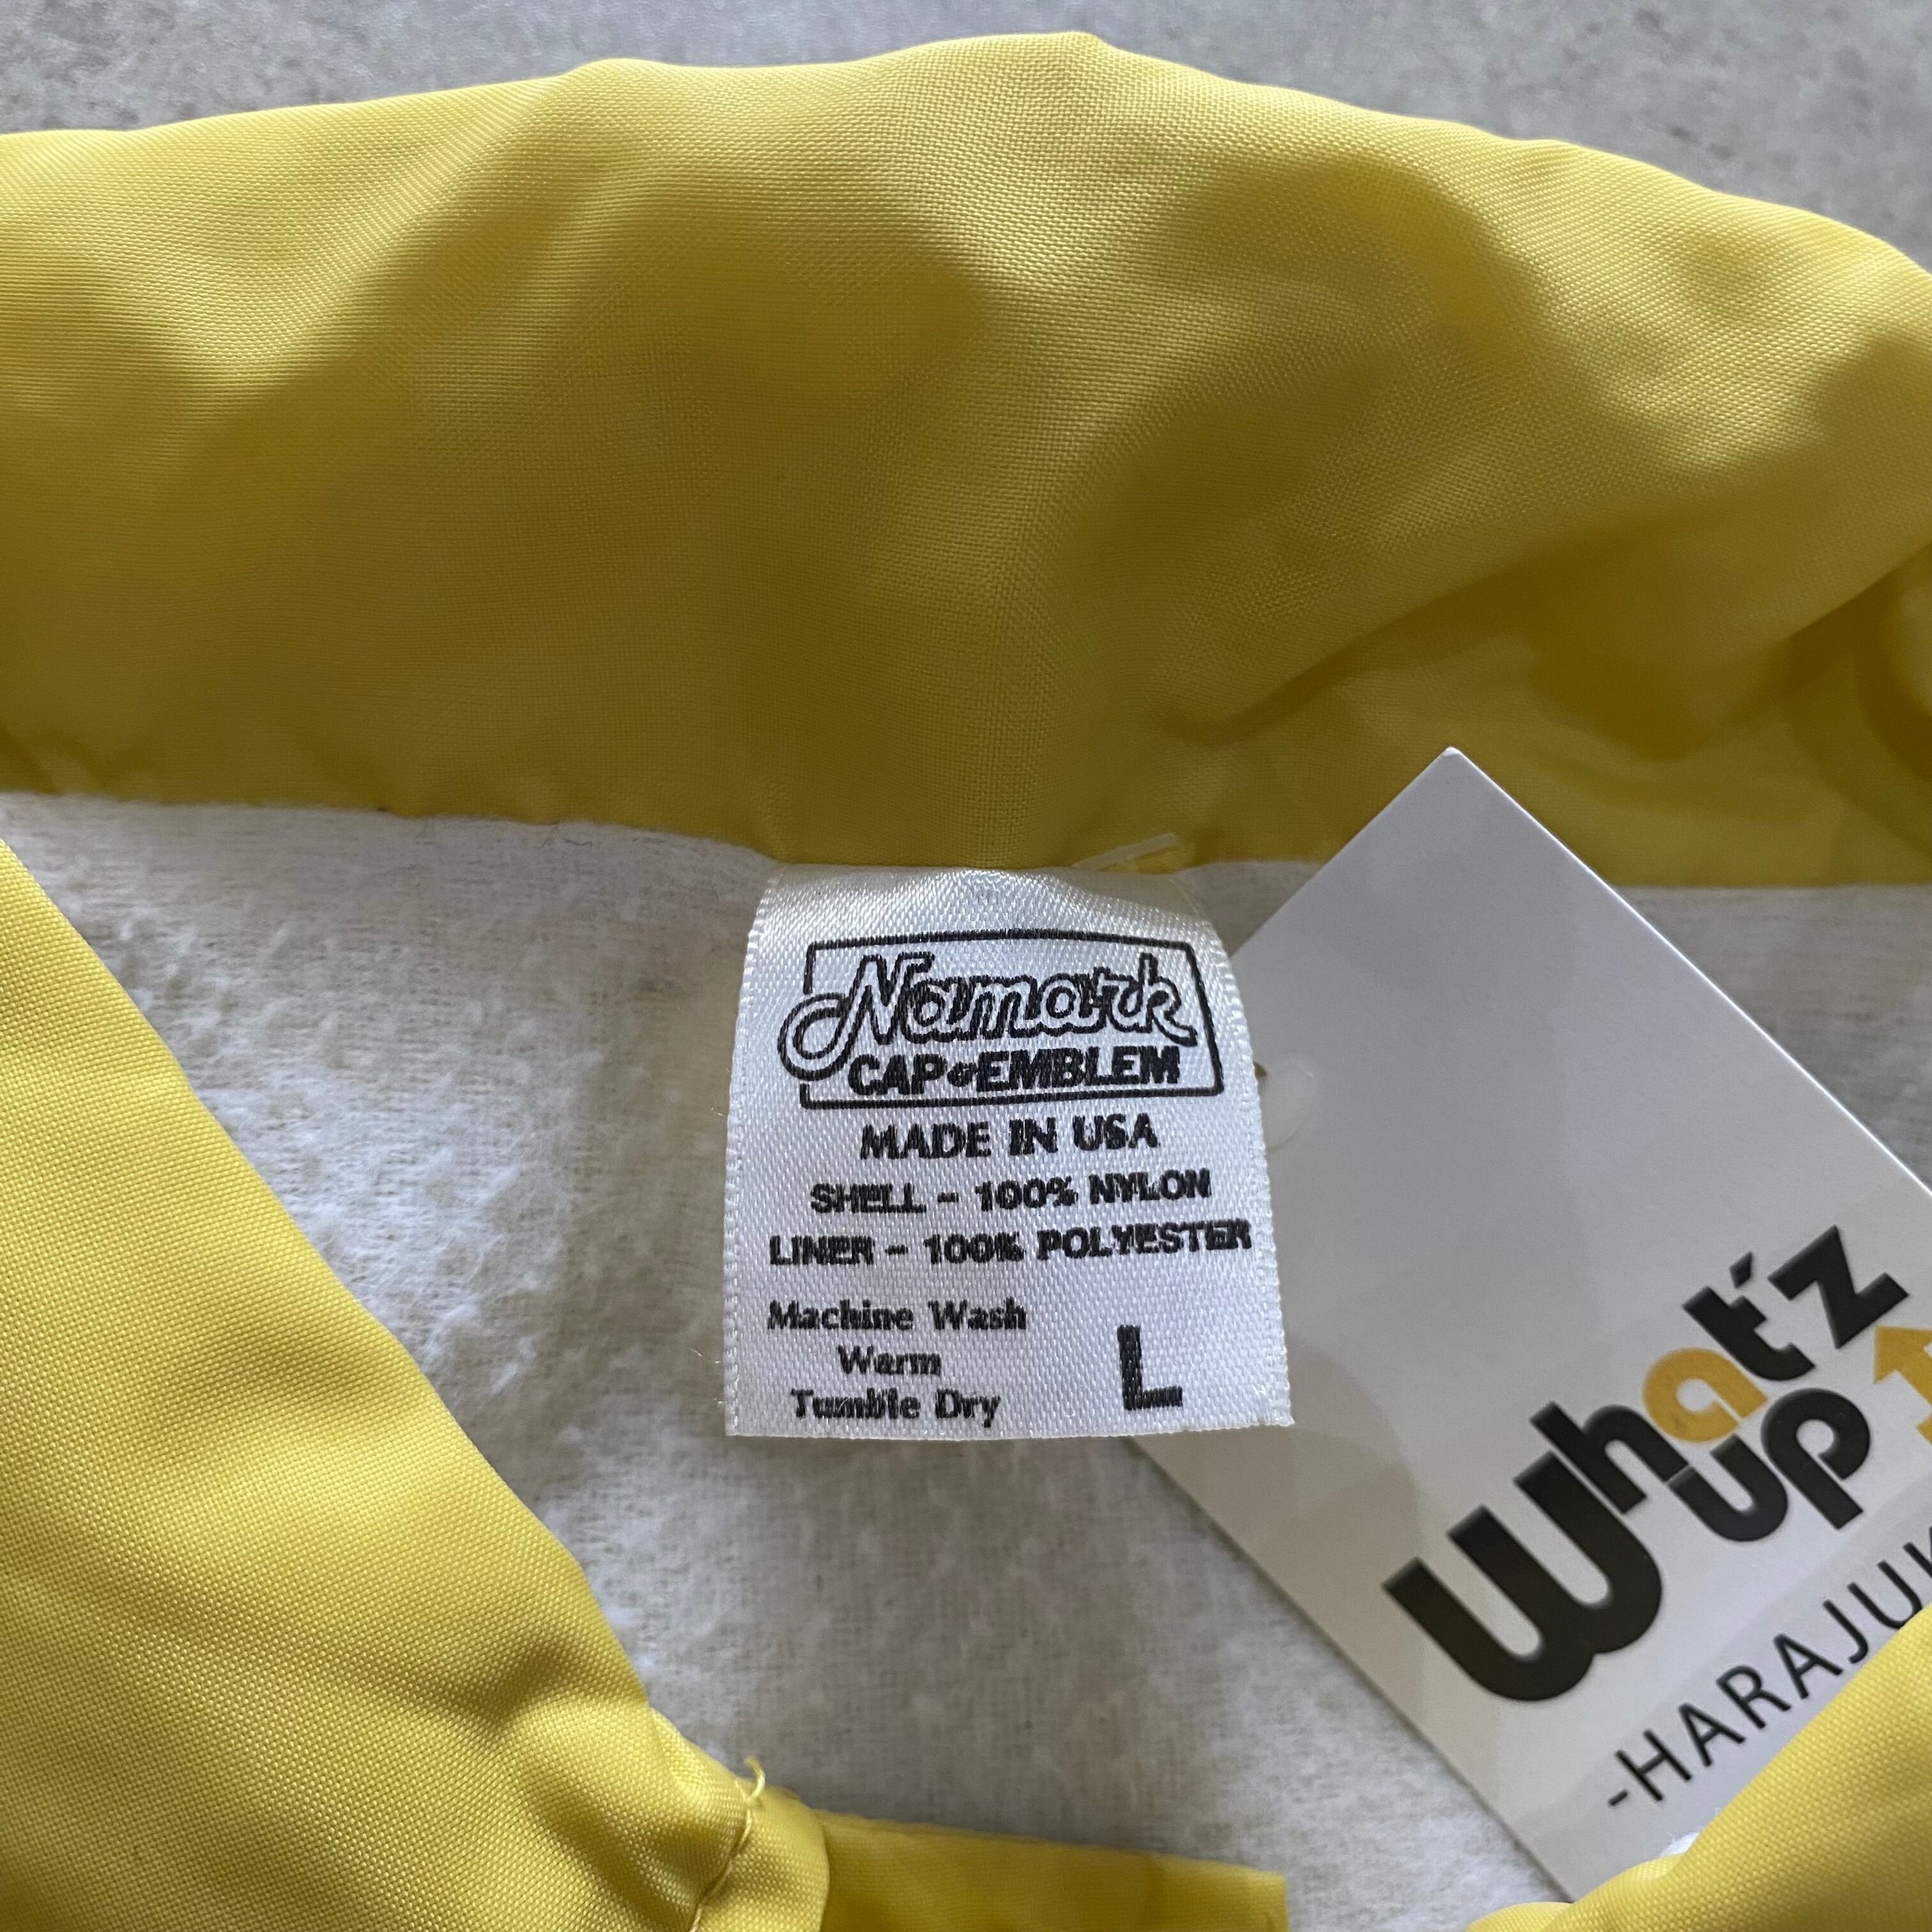 Namark
CAP & EMBLEM
MADE IN USA
SHELL - 100% NYLON
LINER - 100% POLYESTER
Machine Wash
Warm
Tumble Dry
L
What'z
up
-HARAJUK